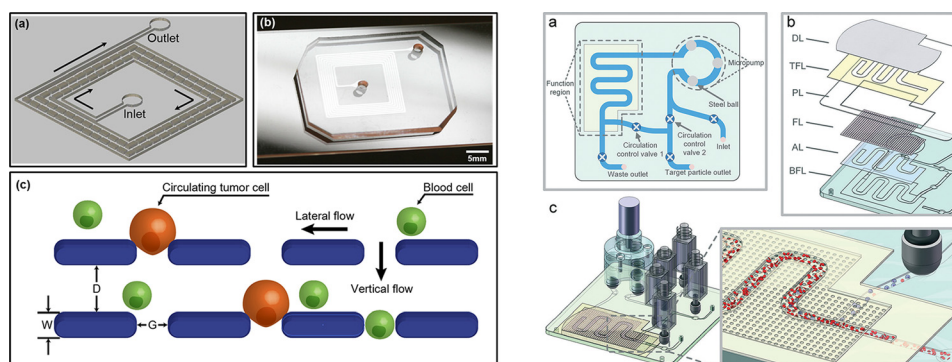 (a)
Outlet
Inlet
(b)
5mm
(c)
Circulating tumor cell
Blood cell
Lateral flow
Vertical flow
D
W
G
a
Function
region
Micropump
Steel ball
Circulation
control valve 1
Circulation
control valve 2
Inlet
Waste outlet
Target particle outlet
b
DL
TFL
PL
FL
AL
BFL
c